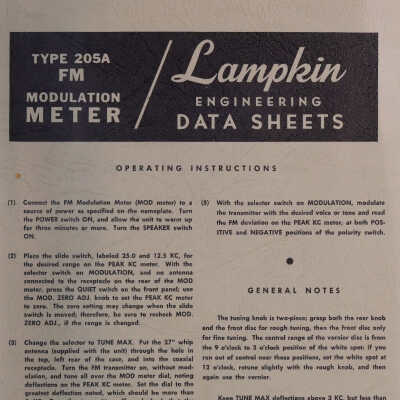 TYPE 205A
FM
MODULATION
METER
Lampkin
ENGINEERING
DATA SHEETS
OPERATING INSTRUCTIONS
(1) Connect the FM Modulation Meter (MOD meter) to a
source of power as specified on the nameplate. Turn
the POWER switch ON, and allow the unit to warm up
for three minutes or more. Turn the SPEAKER switch
ON.
(2) Place the slide switch, labeled 25.0 and 12.5 KC, for
the desired range on the PEAK KC meter. With the
selector switch on MODULATION, and no antenna
connected to the receptacle on the rear of the MOD
meter, press the QUIET switch on the front panel; use
the MOD. ZERO ADJ. knob to set the PEAK KC meter
to zero. The zero setting may change when the slide
switch is moved; therefore, be sure to recheck MOD.
ZERO ADJ., if the range is changed.
(3) Change the selector to TUNE MAX. Put the 27" whip
antenna (supplied with the unit) through the hole in
the top, left rear of the case, and into the coaxial
receptacle. Turn the FM transmitter on, without mod-
ulation, and tune all over the MOD meter dial, noting
deflections on the PEAK KC meter. Set the dial to the
greatest deflection noted, which should be more than
(5) With the selector switch on MODULATION, modulate
the transmitter with the desired voice or tone and read
the FM deviation on the PEAK KC meter, at both POS-
ITIVE and NEGATIVE positions of the polarity switch.
GENERAL NOTES
The tuning knob is two-piece; grasp both the rear knob
and the front disc for rough tuning, then the front disc only
for fine tuning. The control range of the vernier disc is from
the 9 o'clock to 3 o'clock position of the white spot; if you
run out of control near these positions, set the white spot at
12 o'clock, retune slightly with the rough knob, and then
again use the vernier.
Keep TUNE MAX deflections above 3 KC, but less than